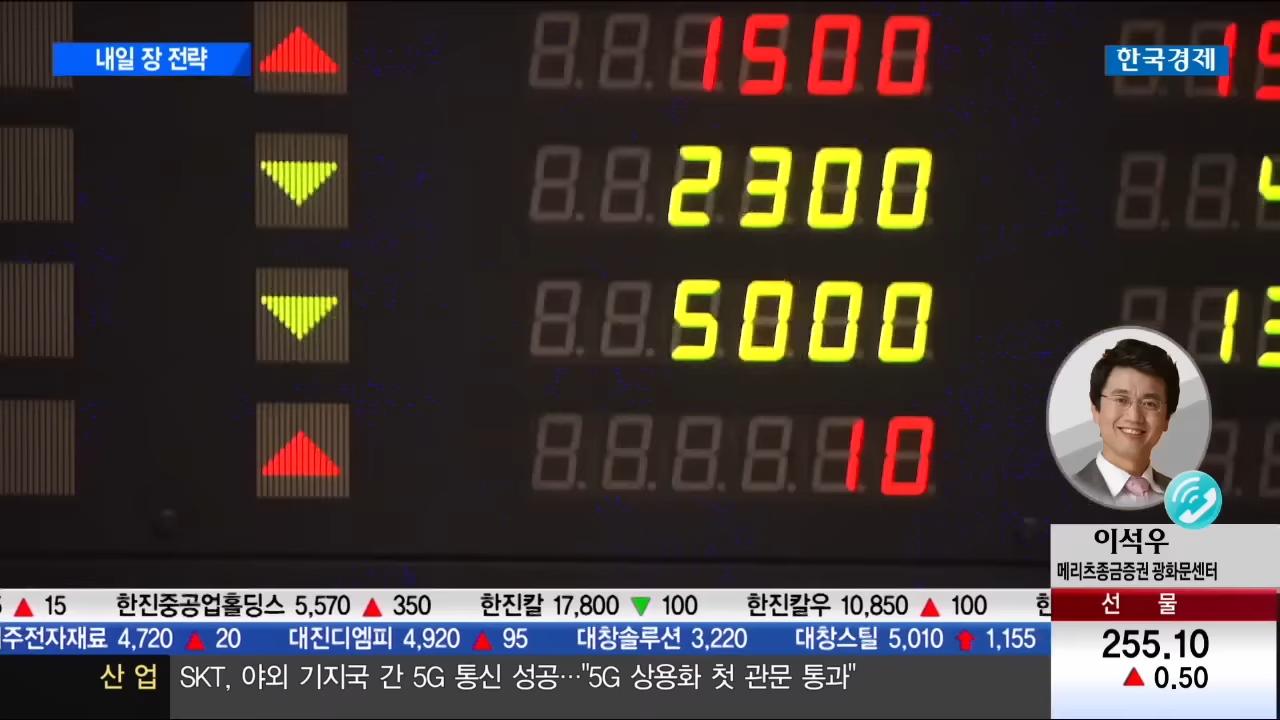 내일 장 전략
한국경제
1500
2300
5000
10
이석우
메리츠종금증권 광화문센터
▲ 15 한진중공업홀딩스 5,570 ▲ 350 한진칼 17,800 ▼ 100 한진칼우 10,850 ▲ 100
주전자재료 4,720 ▲ 20 대진디엠피 4,920 ▲ 95 대창솔루션 3,220 대창스틸 5,010 ↑ 1,155
선 물
255.10
▲ 0.50
산 업 SKT, 야외 기지국 간 5G 통신 성공…"5G 상용화 첫 관문 통과"